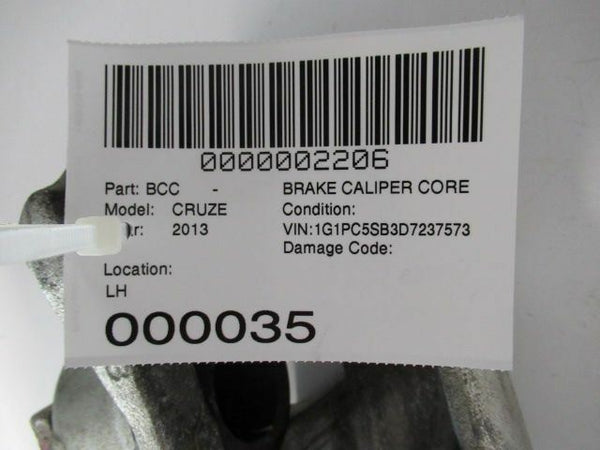 0000002206
Part: BCC - BRAKE CALIPER CORE
Model: CRUZE Condition:
2013 VIN:1G1PC5SB3D7237573
Damage Code:
Location:
LH
000035